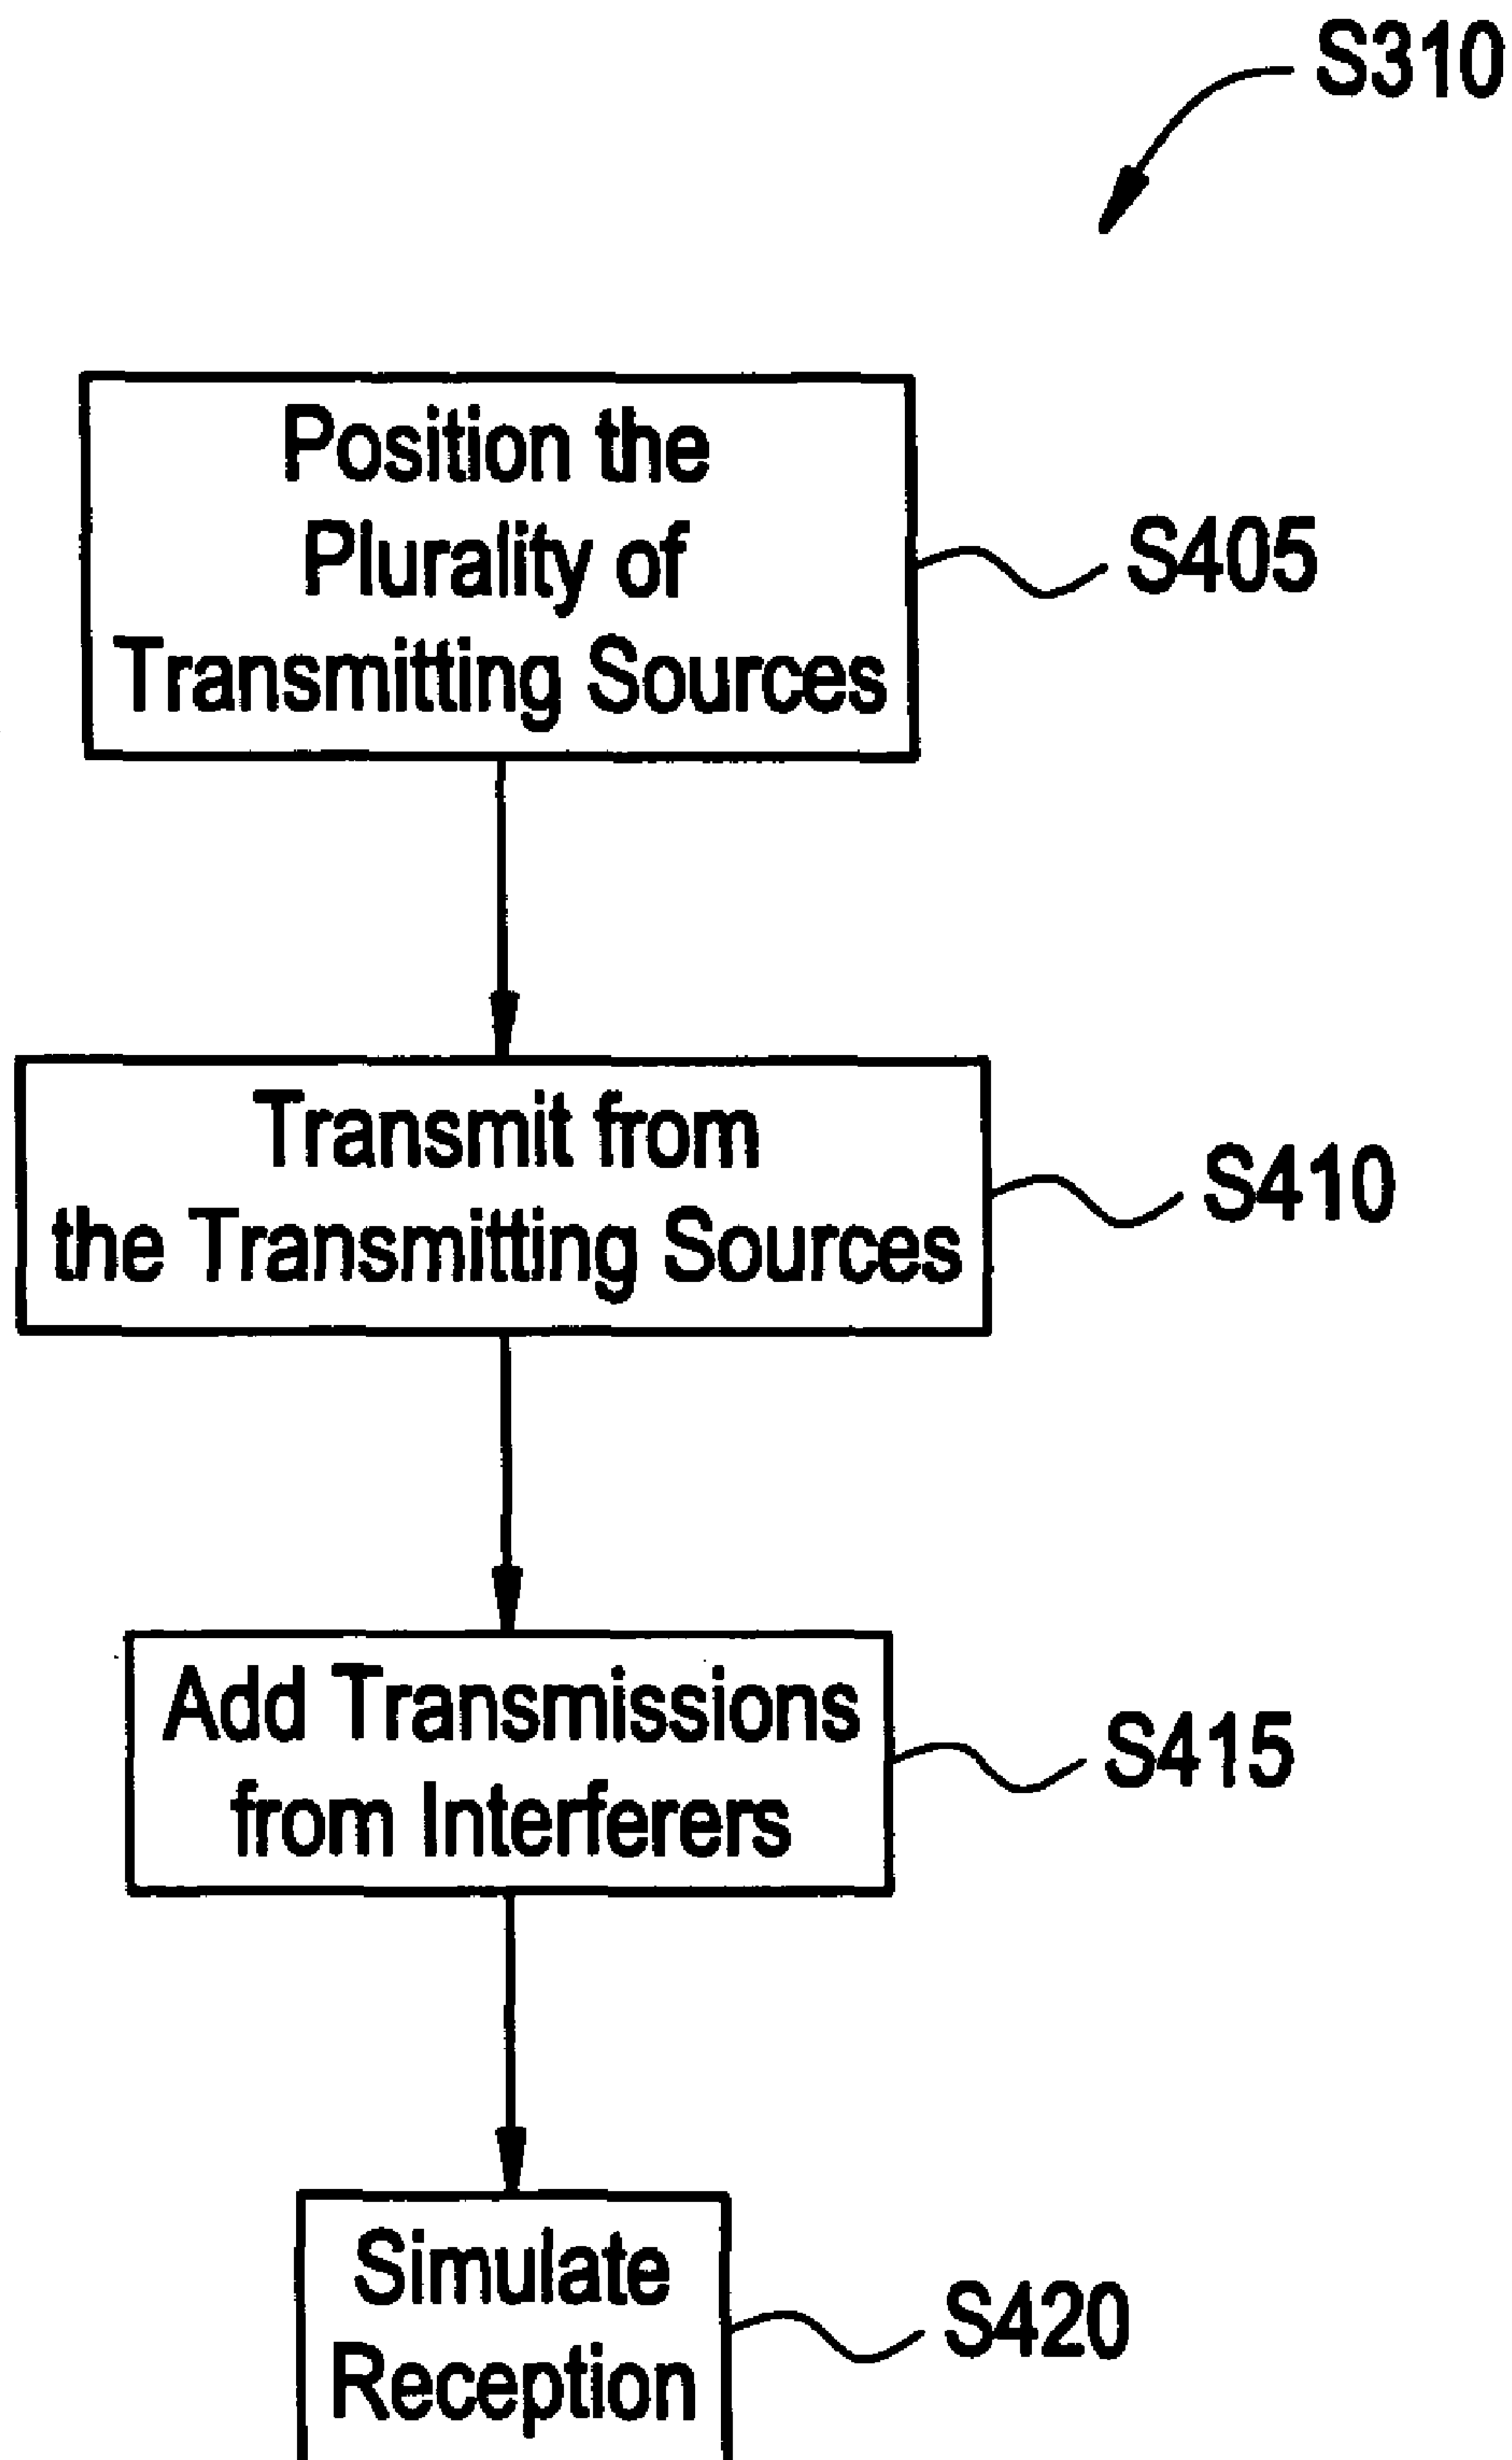 S310
Position the
Plurality of
Transmitting Sources
S405
Transmit from
the Transmitting Sources
S410
Add Transmissions
from Interferers
S415
Simulate
Reception
S420